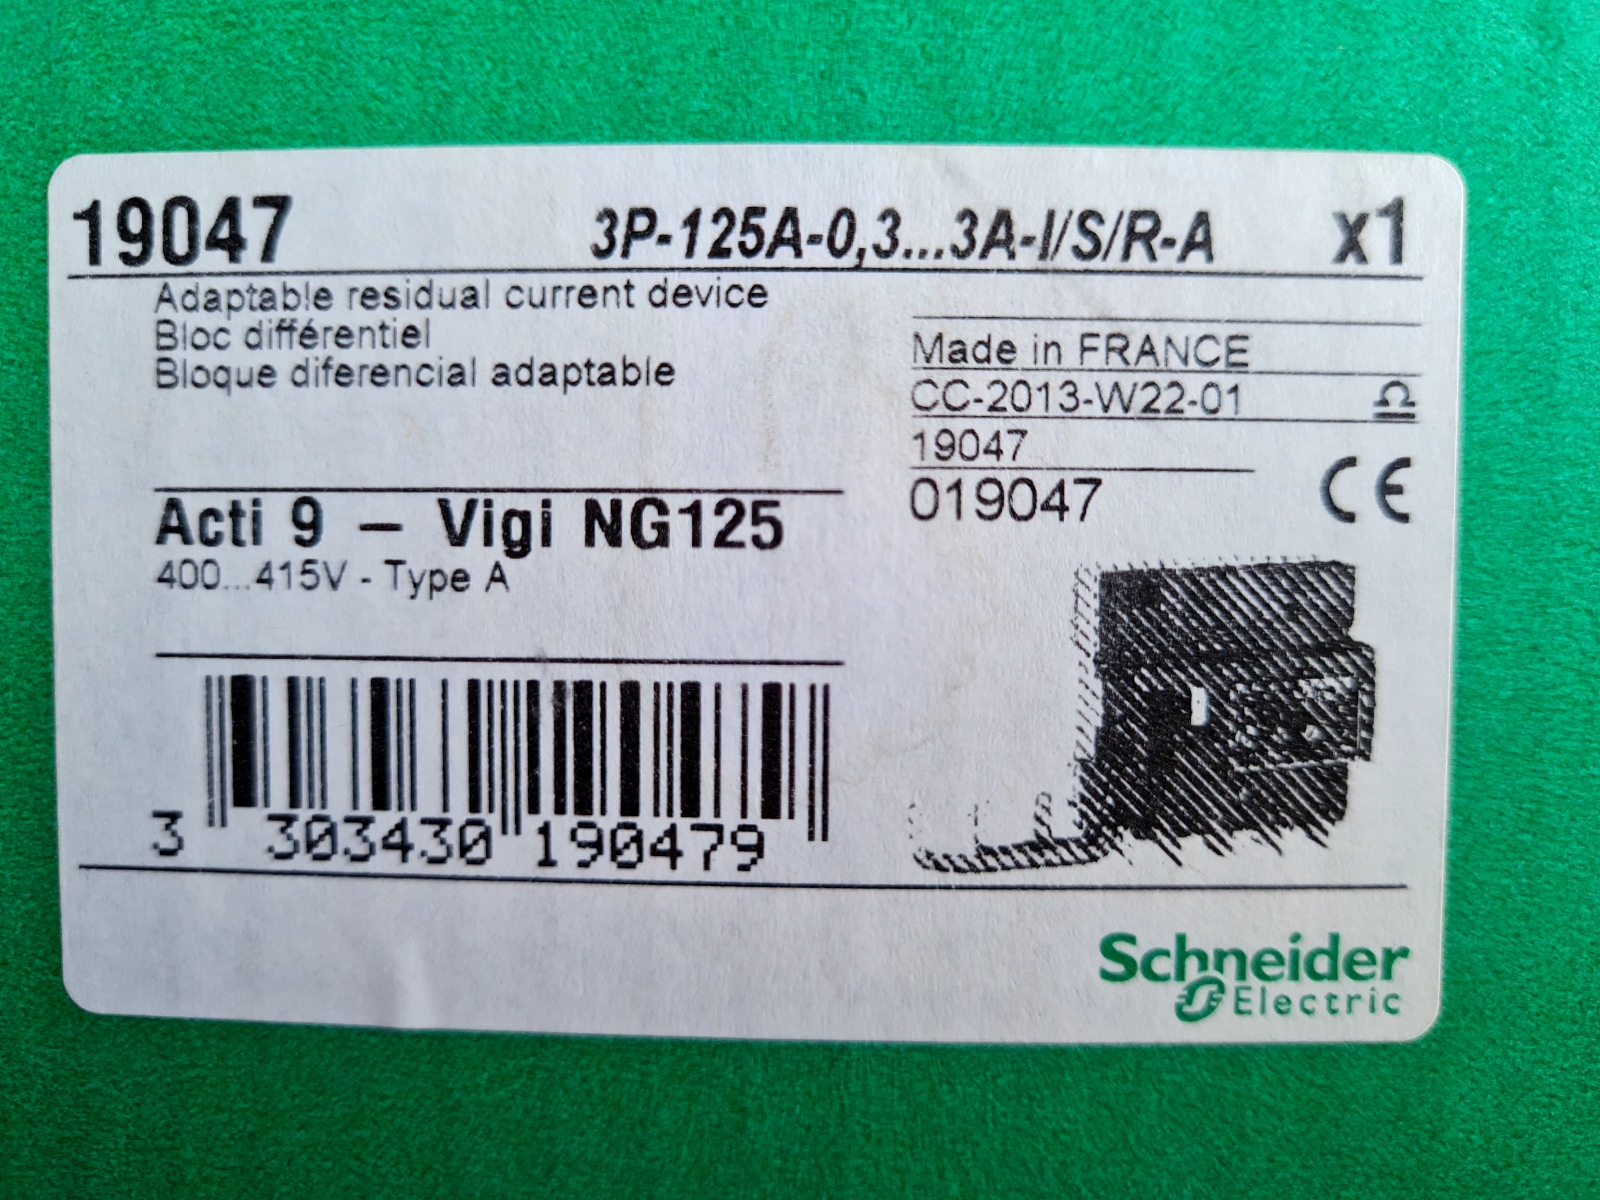 19047 3P-125A-0,3...3A-I/S/R-A x1
Adaptable residual current device
Bloc différentiel
Bloque diferencial adaptable
Made in FRANCE
CC-2013-W22-01
19047
019047
CE
Acti 9 – Vigi NG125
400...415V - Type A
3 303430 190479
Schneider
Electric